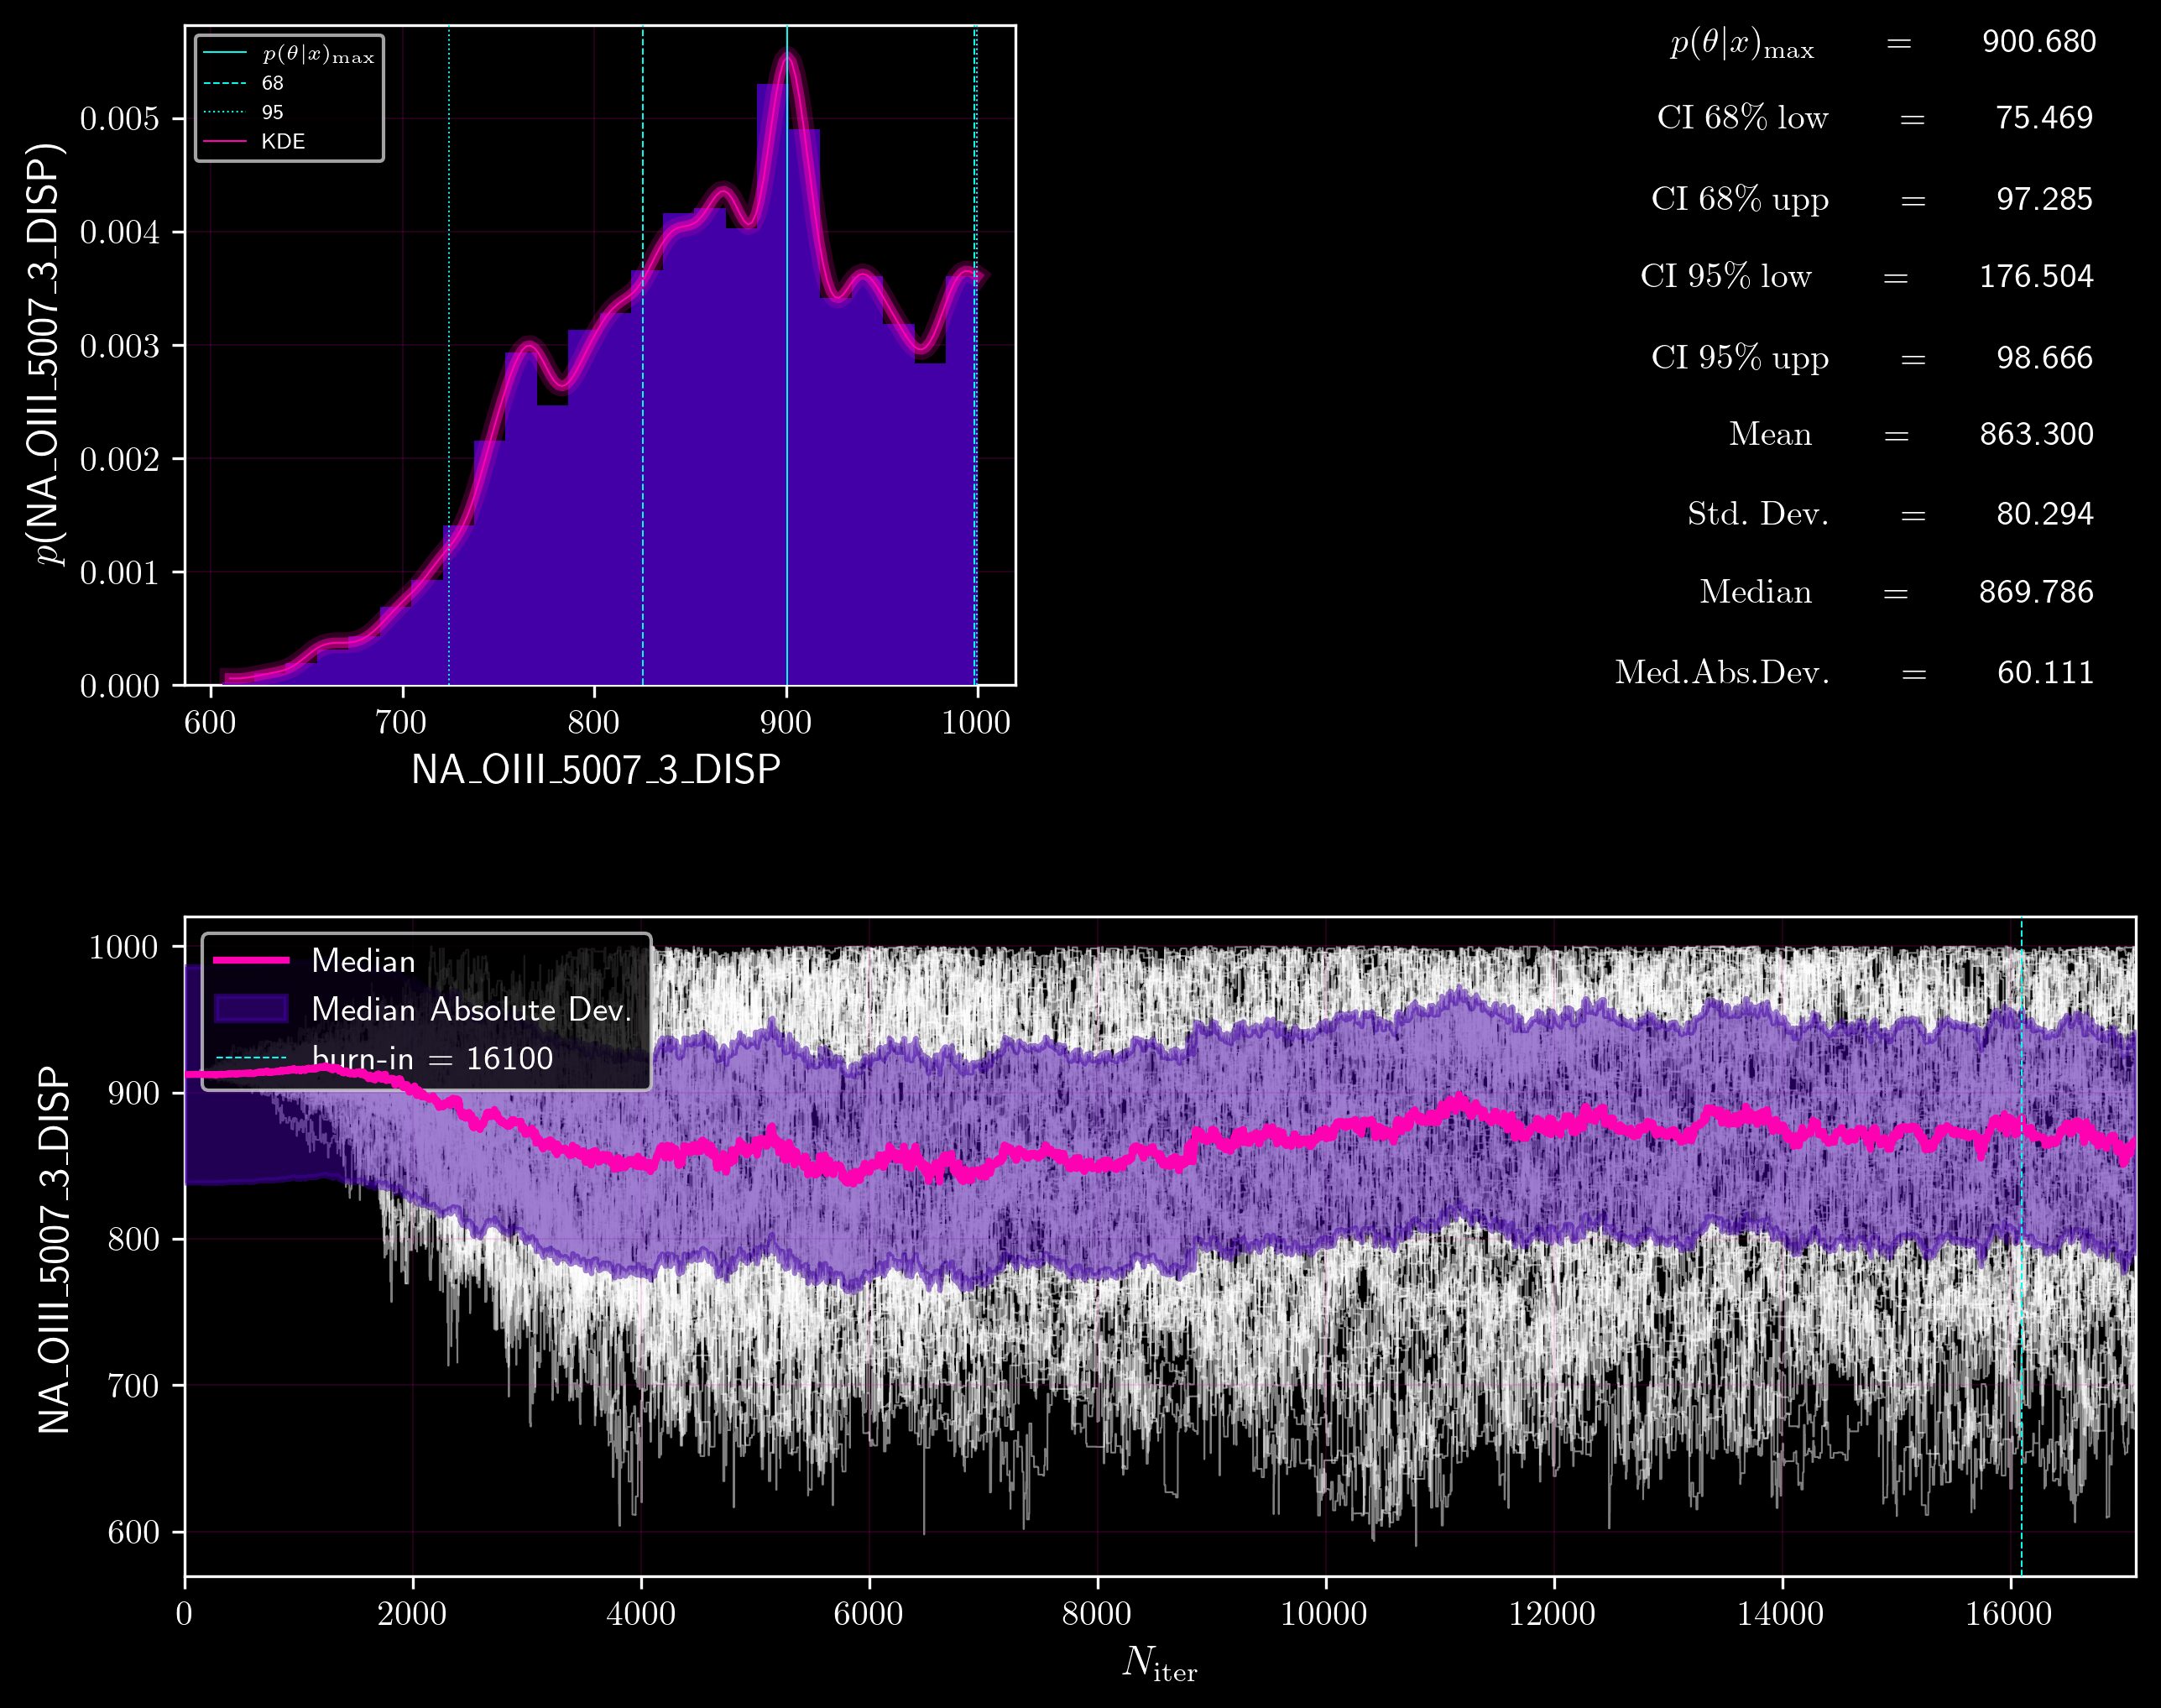 p(θ|x)max
68
95
KDE
0.005
0.004
0.003
0.002
0.001
0.000
p(NA_OIII_5007_3_DISP)
600 700 800 900 1000
NA_OIII_5007_3_DISP
p(θ|x)max = 900.680
CI 68% low = 75.469
CI 68% upp = 97.285
CI 95% low = 176.504
CI 95% upp = 98.666
Mean = 863.300
Std. Dev. = 80.294
Median = 869.786
Med.Abs.Dev. = 60.111
Median
Median Absolute Dev.
burn-in = 16100
1000
900
800
700
600
NA_OIII_5007_3_DISP
0 2000 4000 6000 8000 10000 12000 14000 16000
Niter